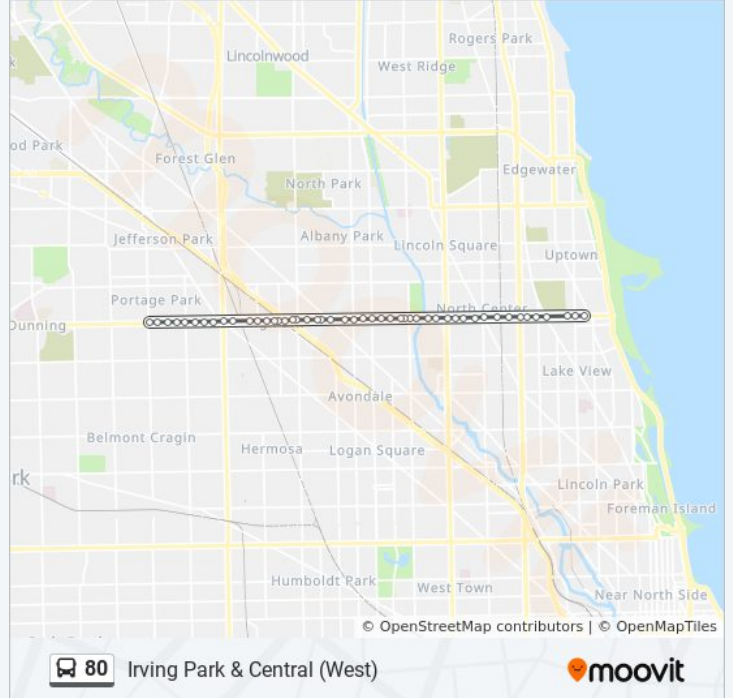 Rogers Park
Lincolnwood
West Ridge
k
od Park
Forest Glen
Edgewater
North Park
Jefferson Park
Albany Park
Lincoln Square
Uptown
Portage Park
North Center
Dunning
Lake View
Avondale
Belmont Cragin
Hermosa
Logan Square
rk
Lincoln Park
Foreman Island
Humboldt Park
West Town
Near North Side
© OpenStreetMap contributors | © OpenMapTiles
80 Irving Park & Central (West)
moovit